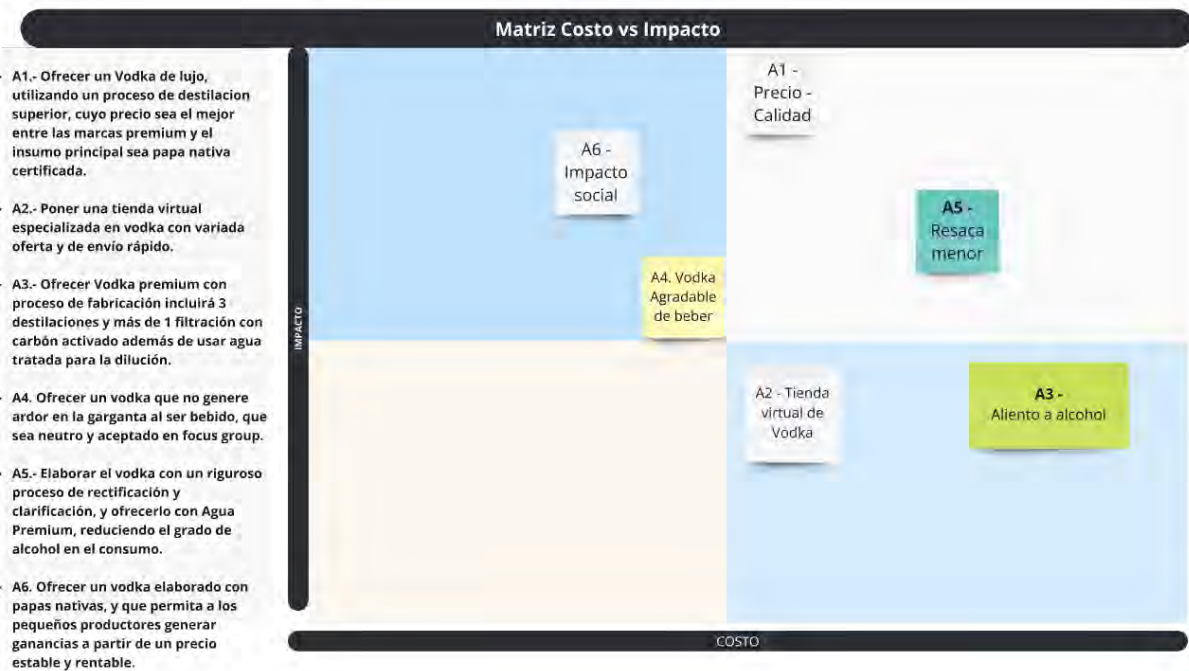 Matriz Costo vs Impacto
A1.- Ofrecer un Vodka de lujo,
utilizando un proceso de destilacion
superior, cuyo precio sea el mejor
entre las marcas premium y el
insumo principal sea papa nativa
certificada.
A2.- Poner una tienda virtual
especializada en vodka con variada
oferta y de envío rápido.
A3.- Ofrecer Vodka premium con
proceso de fabricación incluirá 3
destilaciones y más de 1 filtración con
carbón activado además de usar agua
tratada para la dilución.
A4. Ofrecer un vodka que no genere
ardor en la garganta al ser bebido, que
sea neutro y aceptado en focus group.
A5.- Elaborar el vodka con un riguroso
proceso de rectificación y
clarificación, y ofrecerlo con Agua
Premium, reduciendo el grado de
alcohol en el consumo.
A6. Ofrecer un vodka elaborado con
papas nativas, y que permita a los
pequeños productores generar
ganancias a partir de un precio
estable y rentable.
IMPACTO
A6 -
Impacto
social
A4. Vodka
Agradable
de beber
A1 -
Precio -
Calidad
A5 -
Resaca
menor
A2 - Tienda
virtual de
Vodka
A3 -
Aliento a alcohol
COSTO